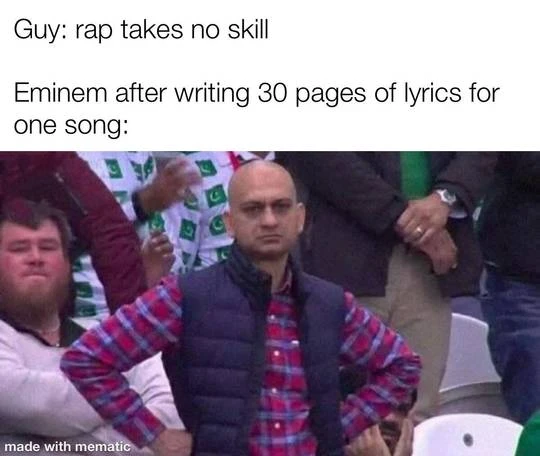 Guy: rap takes no skill
Eminem after writing 30 pages of lyrics for
one song:
made with mematic